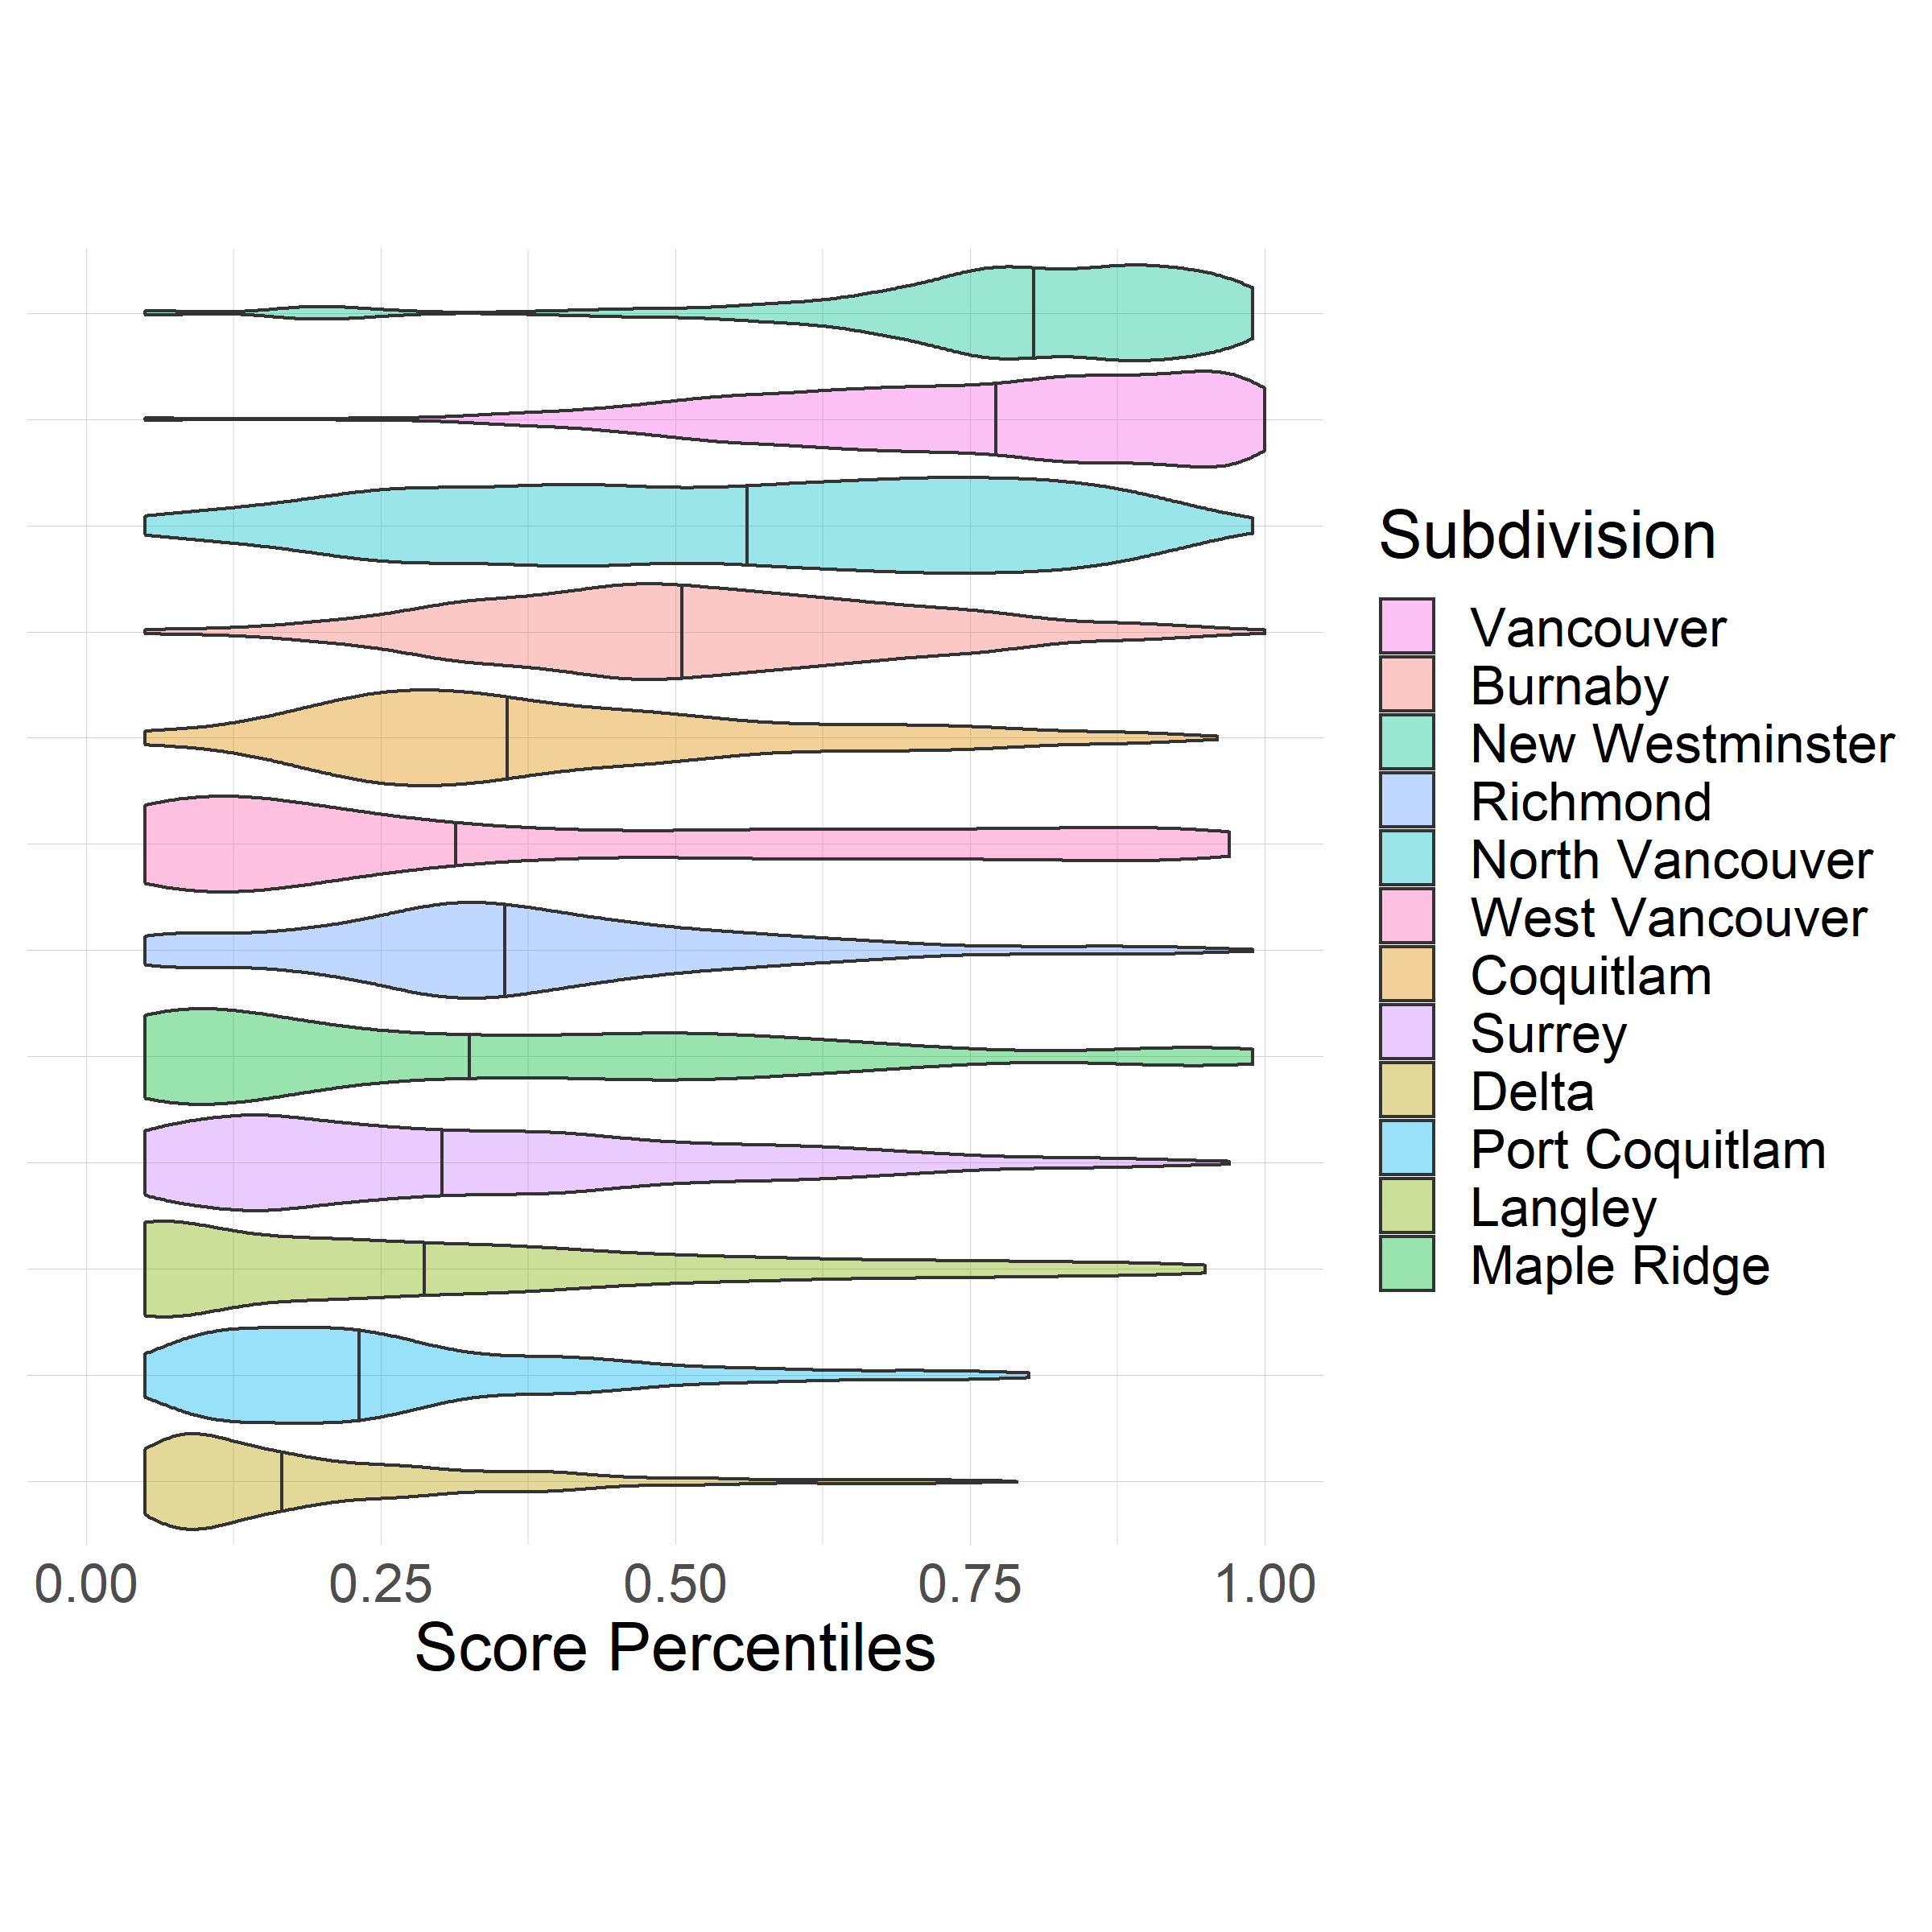 0.00 0.25 0.50 0.75 1.00
Score Percentiles
Subdivision
Vancouver
Burnaby
New Westminster
Richmond
North Vancouver
West Vancouver
Coquitlam
Surrey
Delta
Port Coquitlam
Langley
Maple Ridge